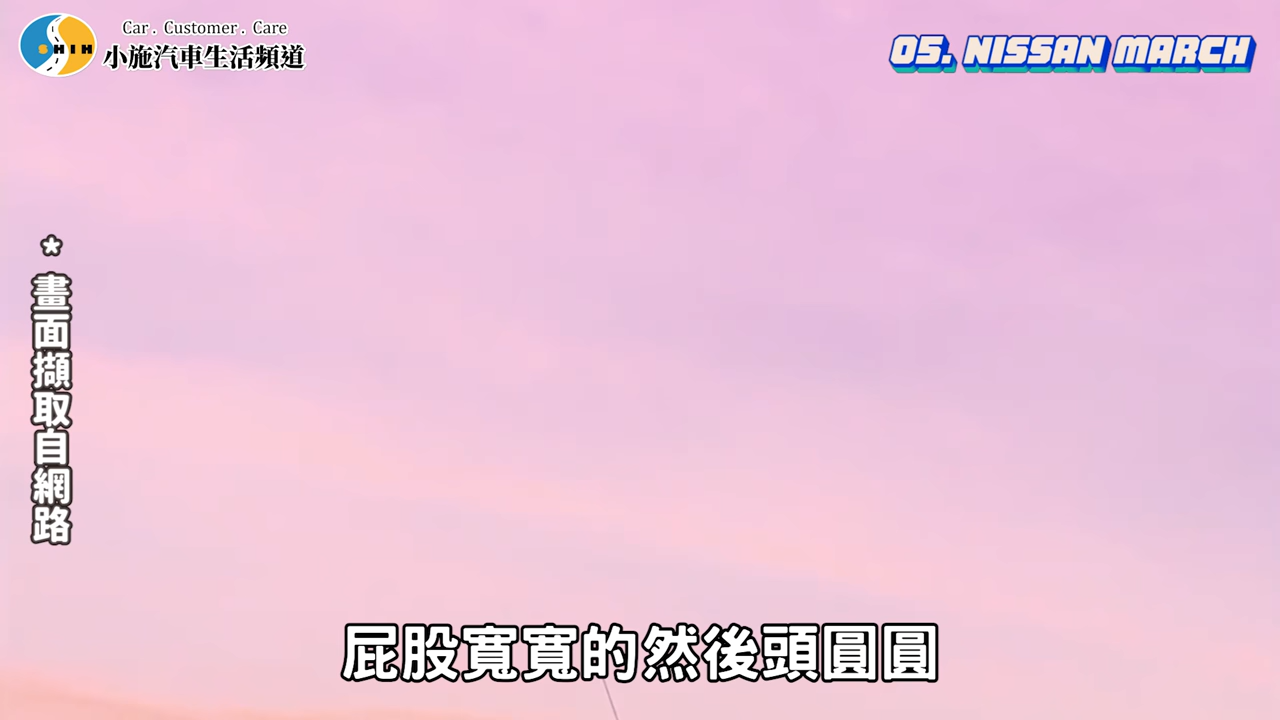 Car . Customer . Care
SHIH
小施汽車生活頻道
05. NISSAN MARCH
* 畫面擷取自網路
屁股寬寬的然後頭圓圓